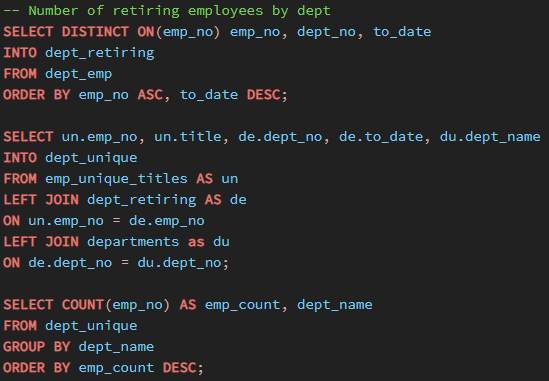 -- Number of retiring employees by dept
SELECT DISTINCT ON(emp_no) emp_no, dept_no, to_date
INTO dept_retiring
FROM dept_emp
ORDER BY emp_no ASC, to_date DESC;
SELECT un.emp_no, un.title, de.dept_no, de.to_date, du.dept_name
INTO dept_unique
FROM emp_unique_titles AS un
LEFT JOIN dept_retiring AS de
ON un.emp_no = de.emp_no
LEFT JOIN departments as du
ON de.dept_no = du.dept_no;
SELECT COUNT(emp_no) AS emp_count, dept_name
FROM dept_unique
GROUP BY dept_name
ORDER BY emp_count DESC;